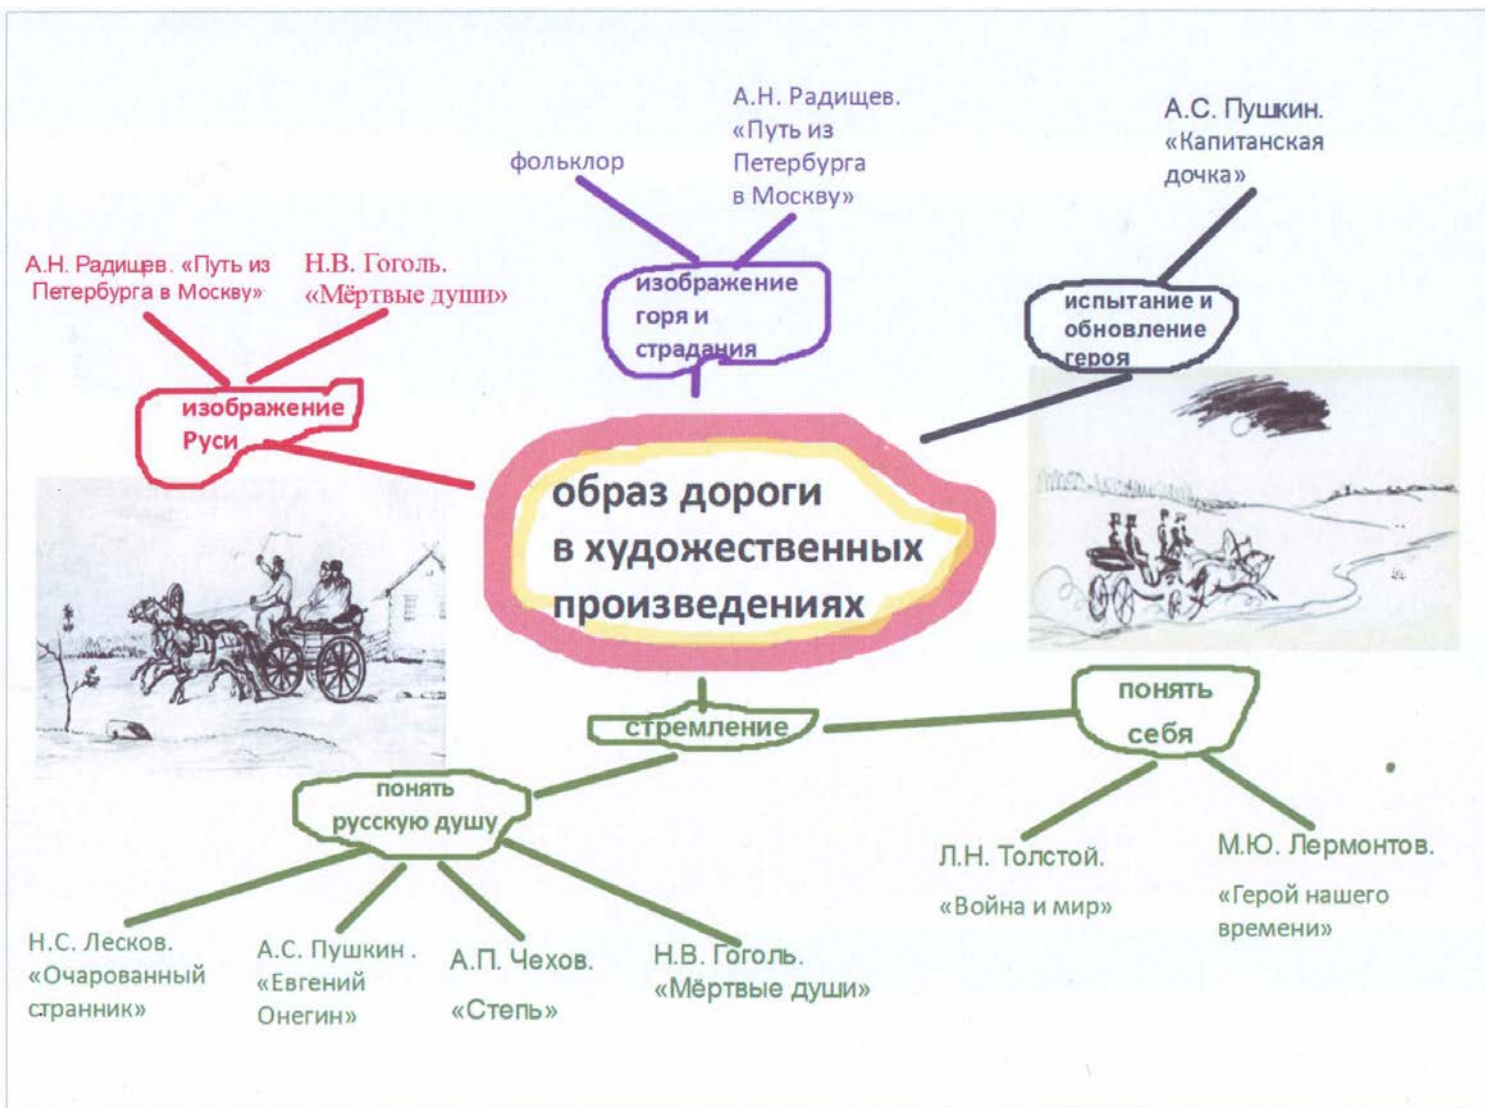 А.Н. Радищев.
«Путь из
Петербурга
в Москву»
фольклор
А.С. Пушкин.
«Капитанская
дочка»
А.Н. Радищев. «Путь из
Петербурга в Москву»
Н.В. Гоголь.
«Мёртвые души»
изображение
горя и
страдания
испытание и
обновление
героя
изображение
Руси
образ дороги
в художественных
произведениях
стремление
понять
себя
понять
русскую душу
Л.Н. Толстой.
«Война и мир»
М.Ю. Лермонтов.
«Герой нашего
времени»
Н.С. Лесков.
«Очарованный
странник»
А.С. Пушкин .
«Евгений
Онегин»
А.П. Чехов.
«Степь»
Н.В. Гоголь.
«Мёртвые души»